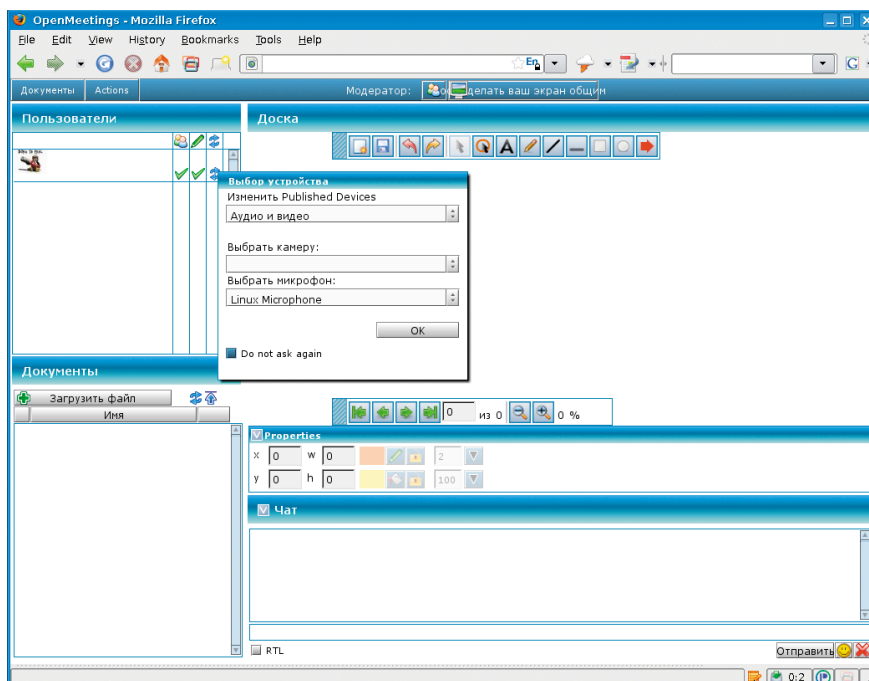 OpenMeetings - Mozilla Firefox
File Edit View History Bookmarks Tools Help
En
G
Документы Actions Модератор: делать ваш экран общим
Пользователи
Доска
A
Выбор устройства
Изменить Published Devices
Аудио и видео
Выбрать камеру:
Выбрать микрофон:
Linux Microphone
OK
Do not ask again
Документы
Загрузить файл
Имя
0 из 0 0 %
Properties
x 0 w 0 2
y 0 h 0 100
Чат
RTL
Отправить
0:2